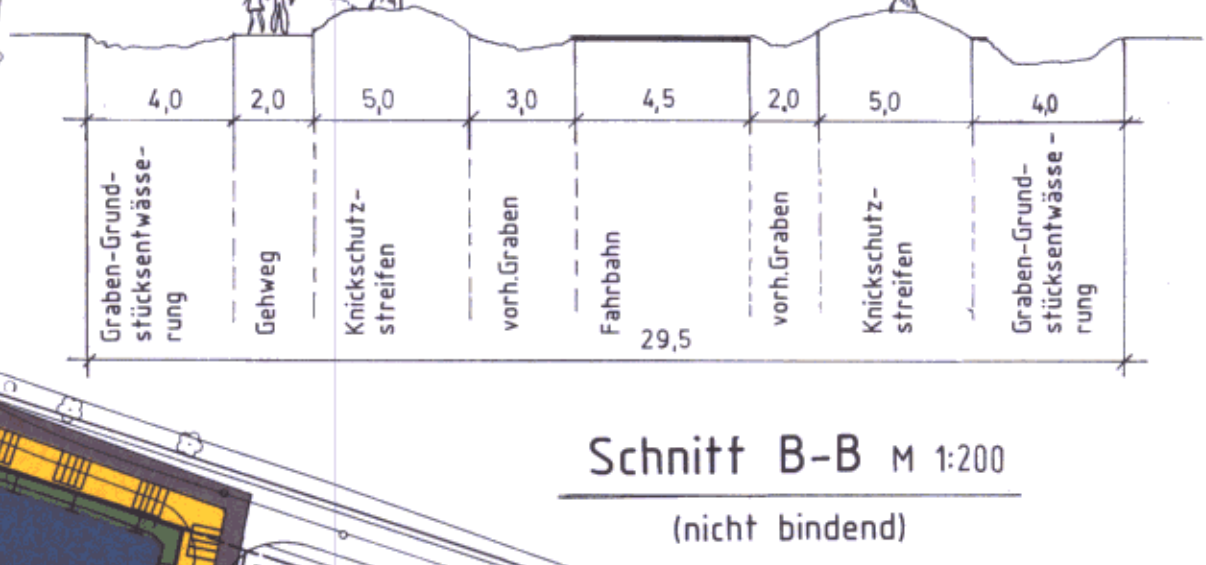 4,0 2,0 5,0 3,0 4,5 2,0 5,0 4,0
Graben-Grund-
stücksentwässe-
rung
Gehweg
Knickschutz-
streifen
vorh.Graben
Fahrbahn
vorh.Graben
Knickschutz-
streifen
Graben-Grund-
stücksentwässe-
rung
29,5
Schnitt B-B M 1:200
(nicht bindend)